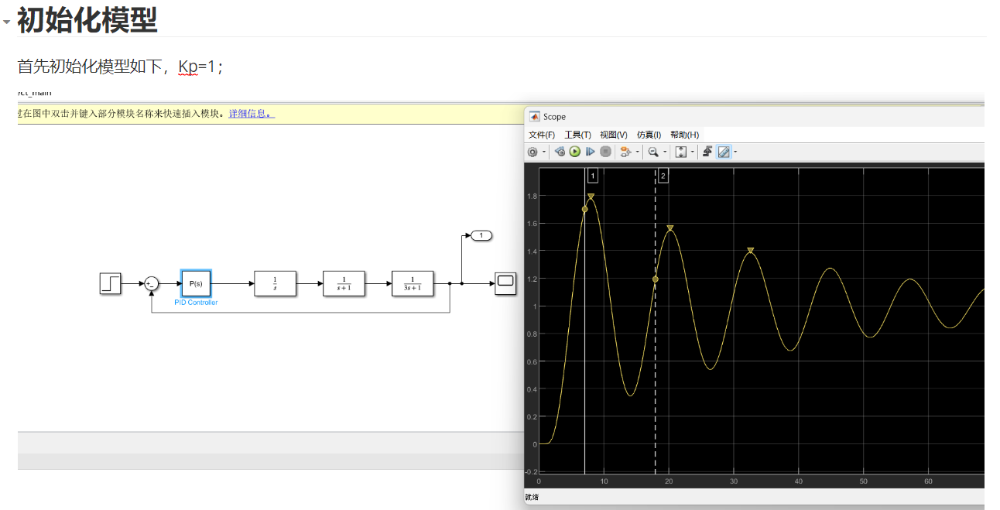 初始化模型
首先初始化模型如下，Kp=1；
ect_main
过在图中双击并键入部分模块名称来快速插入模块。详细信息。
Scope
文件(F) 工具(T) 视图(V) 仿真(I) 帮助(H)
1
2
1.8
1.6
1.4
1.2
1
0.8
0.6
0.4
0.2
0
-0.2
0 10 20 30 40 50 60
就绪
1
+
-
P(s)
PID Controller
1
s
1
s+1
1
3s+1